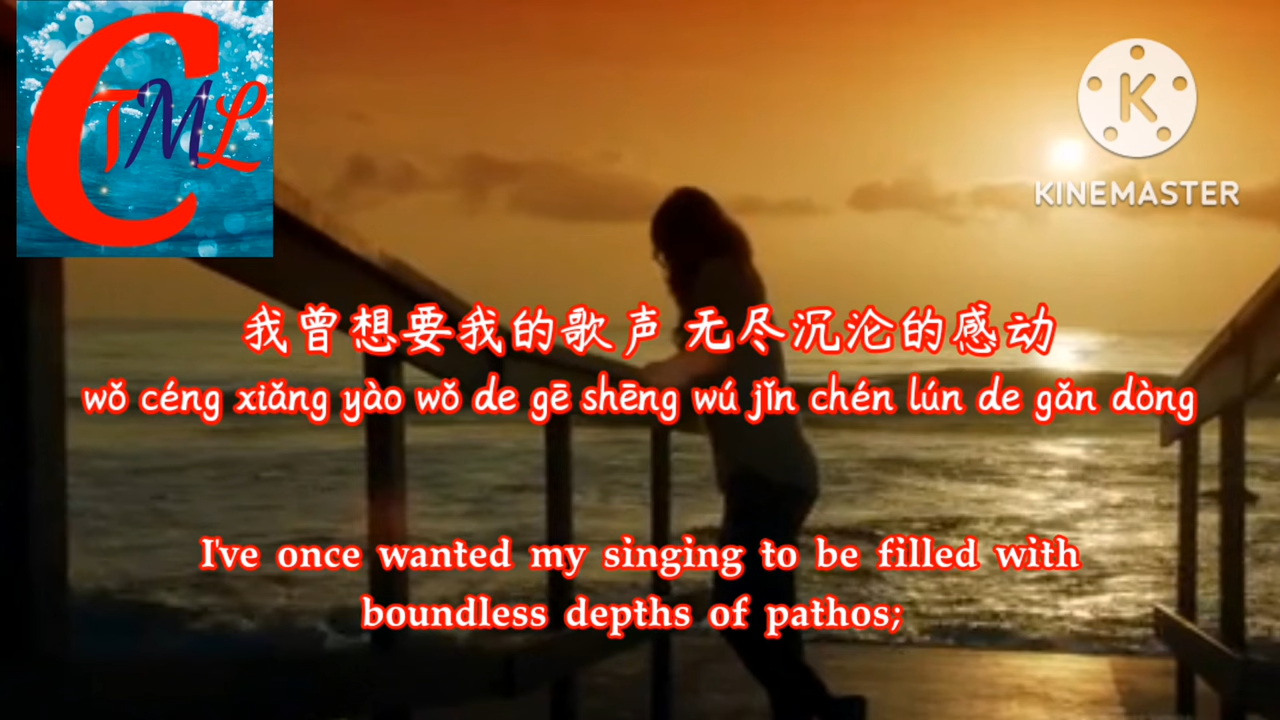 CTML
K
KINEMASTER
我曾想要我的歌声 无尽沉沦的感动
wǒ céng xiǎng yào wǒ de gē shēng wú jǐn chén lún de gǎn dòng
I've once wanted my singing to be filled with
boundless depths of pathos;